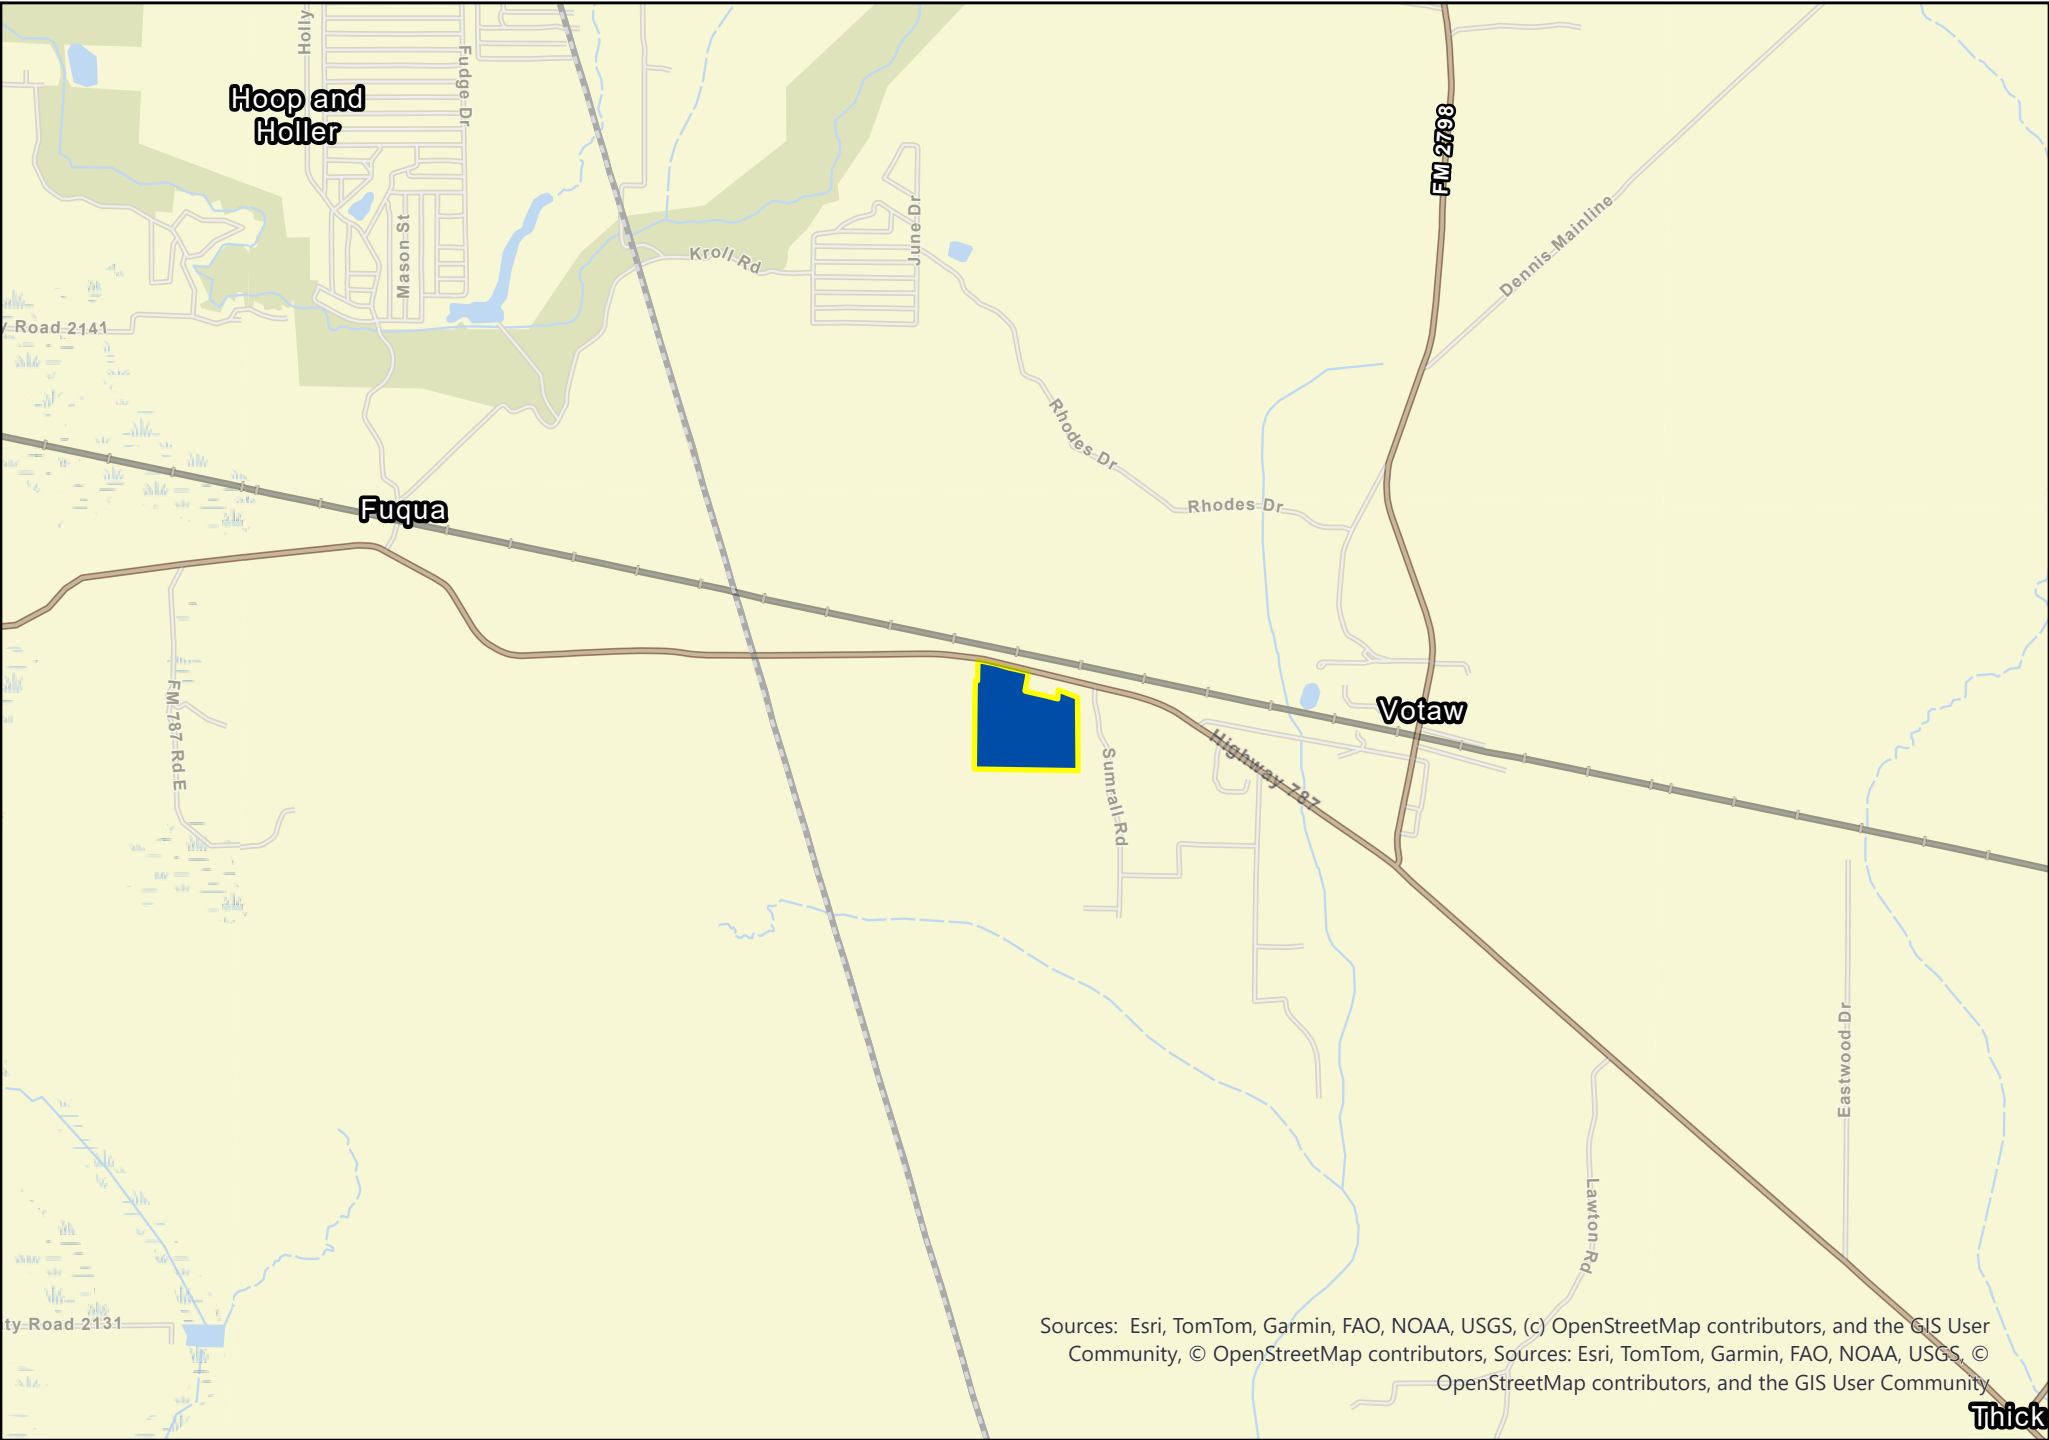 Holly
Fudge Dr
Hoop and
Holler
Mason St
Kroll Rd
June Dr
FM 2798
Dennis Mainline
Road 2141
Rhodes Dr
Rhodes Dr
Fuqua
FM 787 Rd E
Votaw
Highway 787
Sumrall Rd
Eastwood Dr
Lawton Rd
ty Road 2131
Sources: Esri, TomTom, Garmin, FAO, NOAA, USGS, (c) OpenStreetMap contributors, and the GIS User
Community, © OpenStreetMap contributors, Sources: Esri, TomTom, Garmin, FAO, NOAA, USGS, ©
OpenStreetMap contributors, and the GIS User Community
Thick